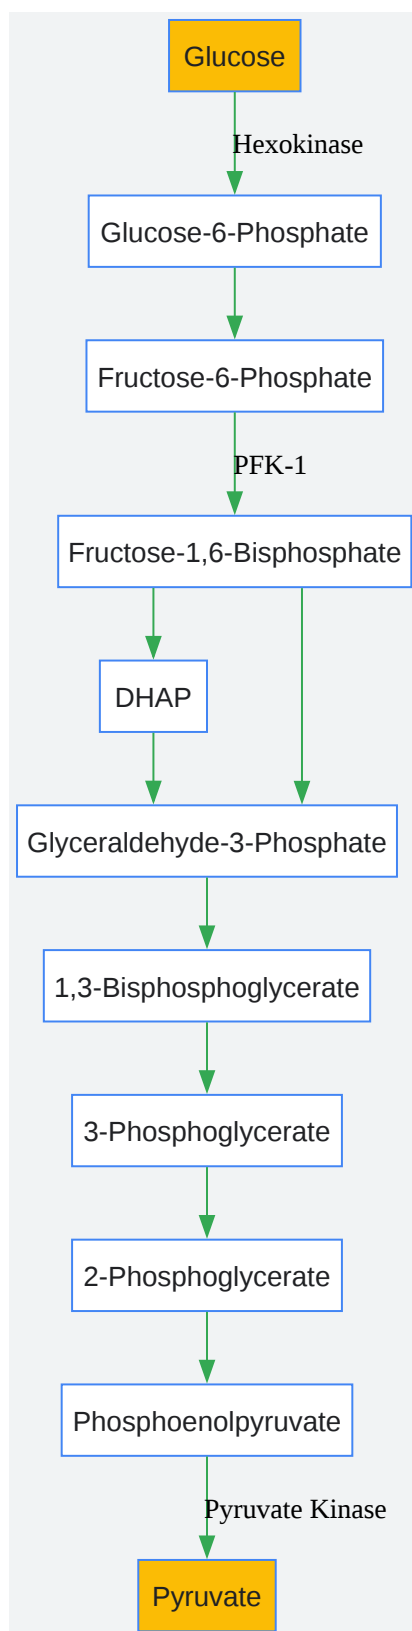 Glucose
Hexokinase
Glucose-6-Phosphate
Fructose-6-Phosphate
PFK-1
Fructose-1,6-Bisphosphate
DHAP
Glyceraldehyde-3-Phosphate
1,3-Bisphosphoglycerate
3-Phosphoglycerate
2-Phosphoglycerate
Phosphoenolpyruvate
Pyruvate Kinase
Pyruvate